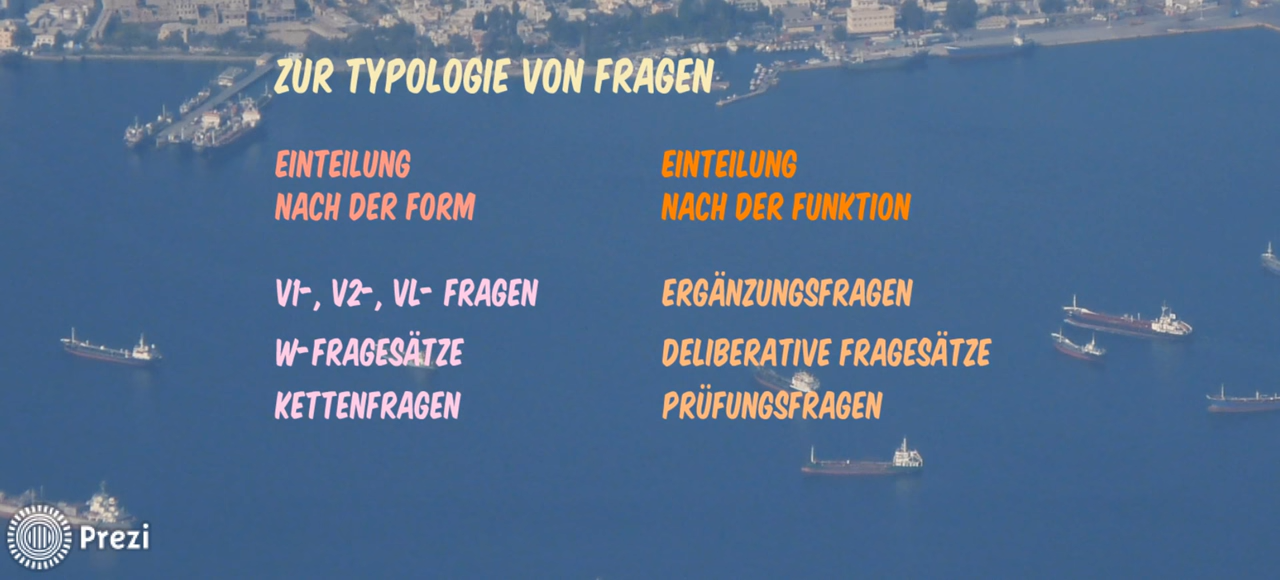 ZUR TYPOLOGIE VON FRAGEN
EINTEILUNG
NACH DER FORM
V1-, V2-, VL- FRAGEN
W-FRAGESÄTZE
KETTENFRAGEN
EINTEILUNG
NACH DER FUNKTION
ERGÄNZUNGSFRAGEN
DELIBERATIVE FRAGESÄTZE
PRÜFUNGSFRAGEN
Prezi